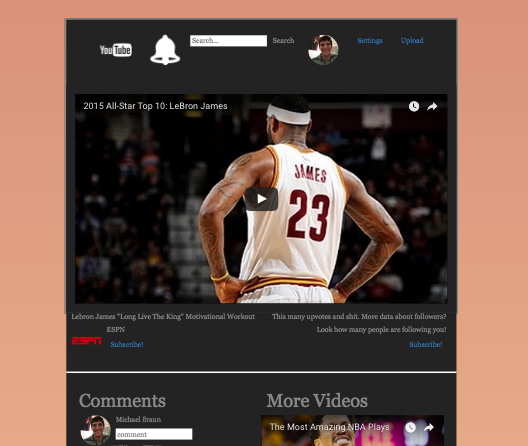 YouTube
Search...
Search
Settings
Upload
2015 All-Star Top 10: LeBron James
JAMES
23
Lebron James "Long Live The King" Motivational Workout
This many upvotes and shit. More data about followers?
ESPN
Look how many people are following you!
ESPN
Subscribe!
Subscribe!
Comments
More Videos
Michael Braun
comment
The Most Amazing NBA Plays